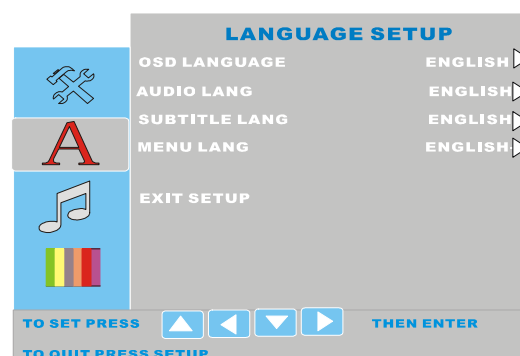 LANGUAGE SETUP
OSD LANGUAGE ENGLISH
AUDIO LANG ENGLISH
SUBTITLE LANG ENGLISH
MENU LANG ENGLISH
A
EXIT SETUP
TO SET PRESS THEN ENTER
TO QUIT PRESS SETUP